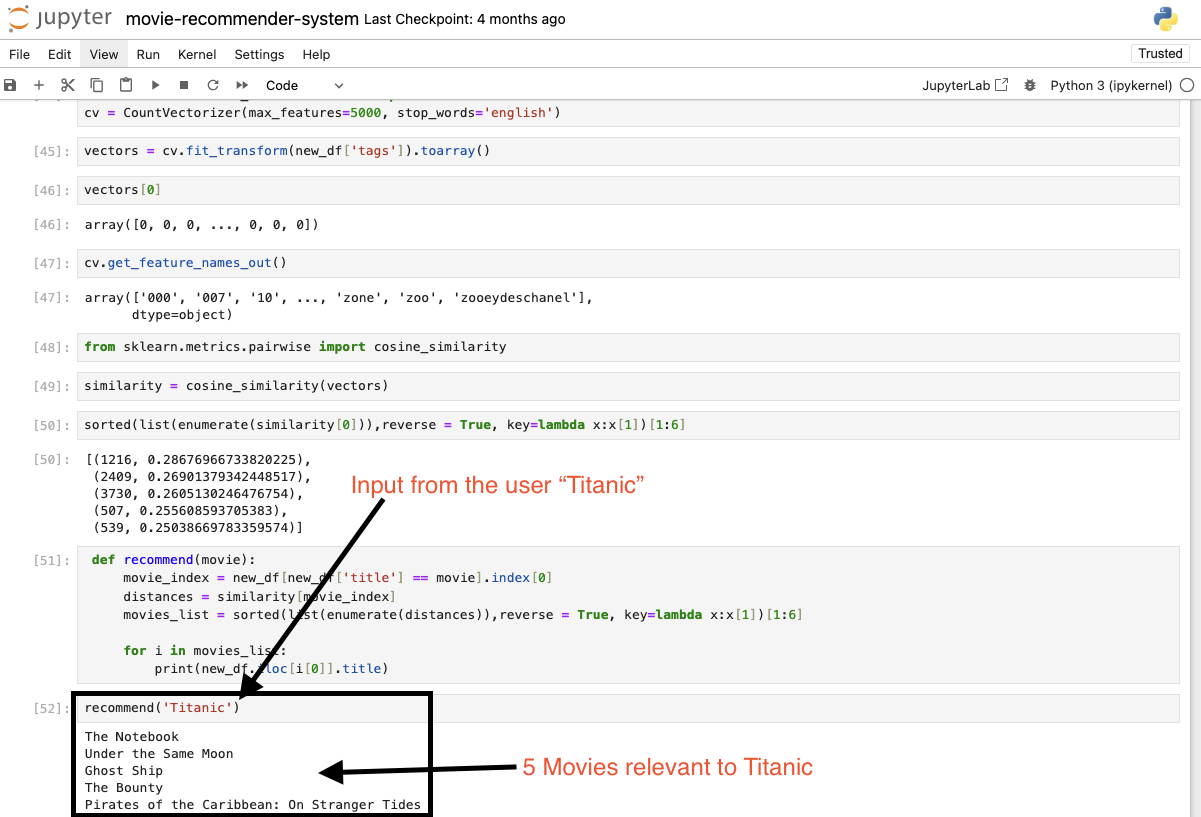 jupyter movie-recommender-system Last Checkpoint: 4 months ago
File Edit View Run Kernel Settings Help Trusted
Code JupyterLab Python 3 (ipykernel)
cv = CountVectorizer(max_features=5000, stop_words='english')
[45]: vectors = cv.fit_transform(new_df['tags']).toarray()
[46]: vectors[0]
[46]: array([0, 0, 0, ..., 0, 0, 0])
[47]: cv.get_feature_names_out()
[47]: array(['000', '007', '10', ..., 'zone', 'zoo', 'zooeydeschanel'],
dtype=object)
[48]: from sklearn.metrics.pairwise import cosine_similarity
[49]: similarity = cosine_similarity(vectors)
[50]: sorted(list(enumerate(similarity[0])),reverse = True, key=lambda x:x[1])[1:6]
[50]: [(1216, 0.28676966733820225),
(2409, 0.26901379342448517),
(3730, 0.2605130246476754),
(507, 0.255608593705383),
(539, 0.25038669783359574)]
Input from the user “Titanic”
[51]: def recommend(movie):
movie_index = new_df[new_df['title'] == movie].index[0]
distances = similarity[movie_index]
movies_list = sorted(list(enumerate(distances)),reverse = True, key=lambda x:x[1])[1:6]
for i in movies_list:
print(new_df.iloc[i[0]].title)
[52]: recommend('Titanic')
The Notebook
Under the Same Moon
Ghost Ship
5 Movies relevant to Titanic
The Bounty
Pirates of the Caribbean: On Stranger Tides